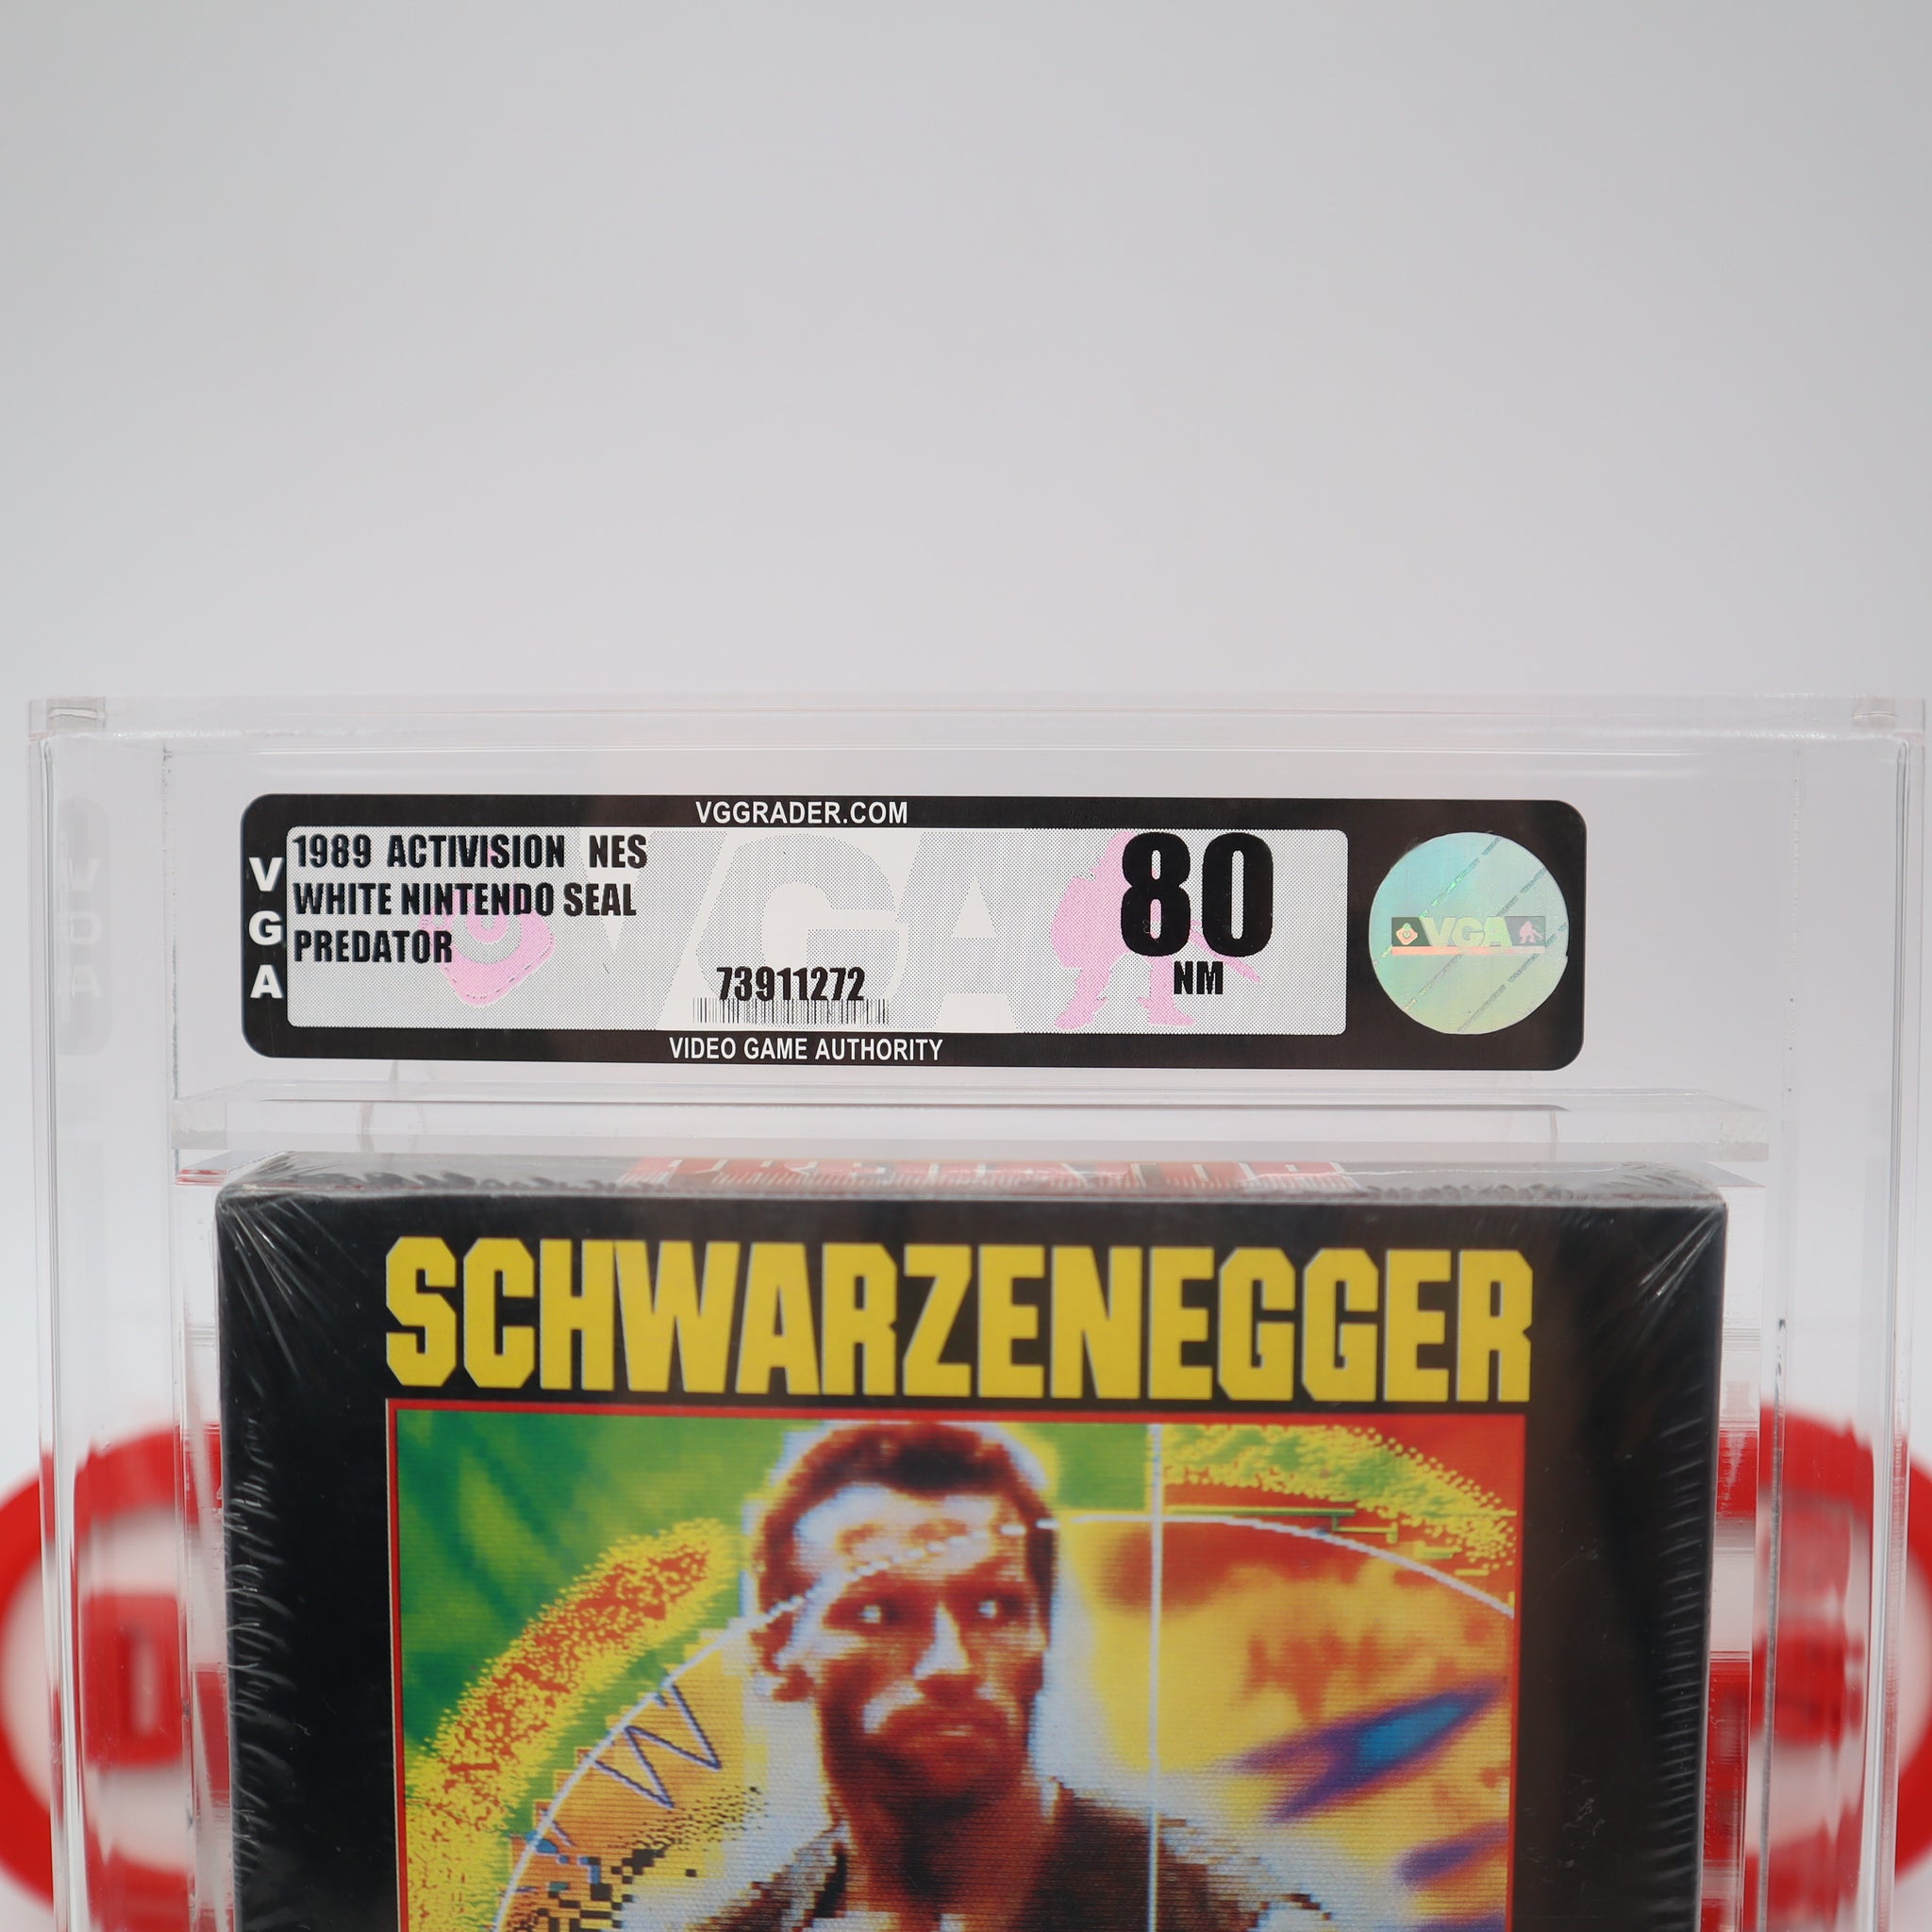 VGGRADER.COM
VGA
1989 ACTIVISION NES
WHITE NINTENDO SEAL
PREDATOR
73911272
80
NM
VGA
VIDEO GAME AUTHORITY
SCHWARZENEGGER